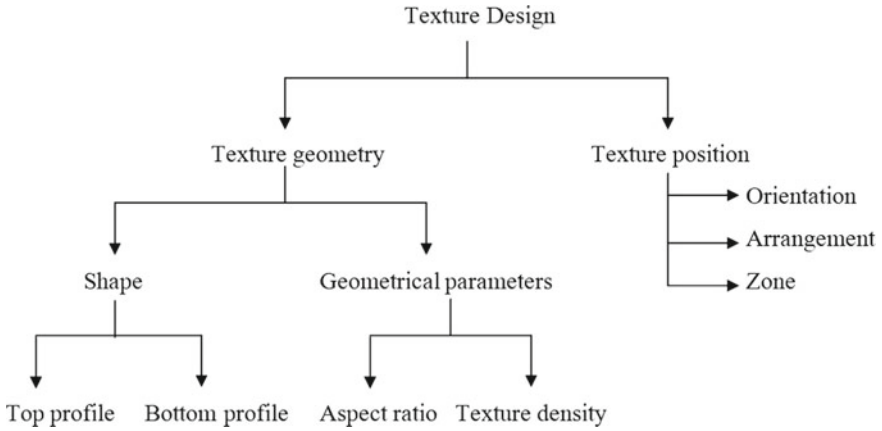 Texture Design
Texture geometry
Texture position
Orientation
Arrangement
Zone
Shape
Geometrical parameters
Top profile
Bottom profile
Aspect ratio
Texture density